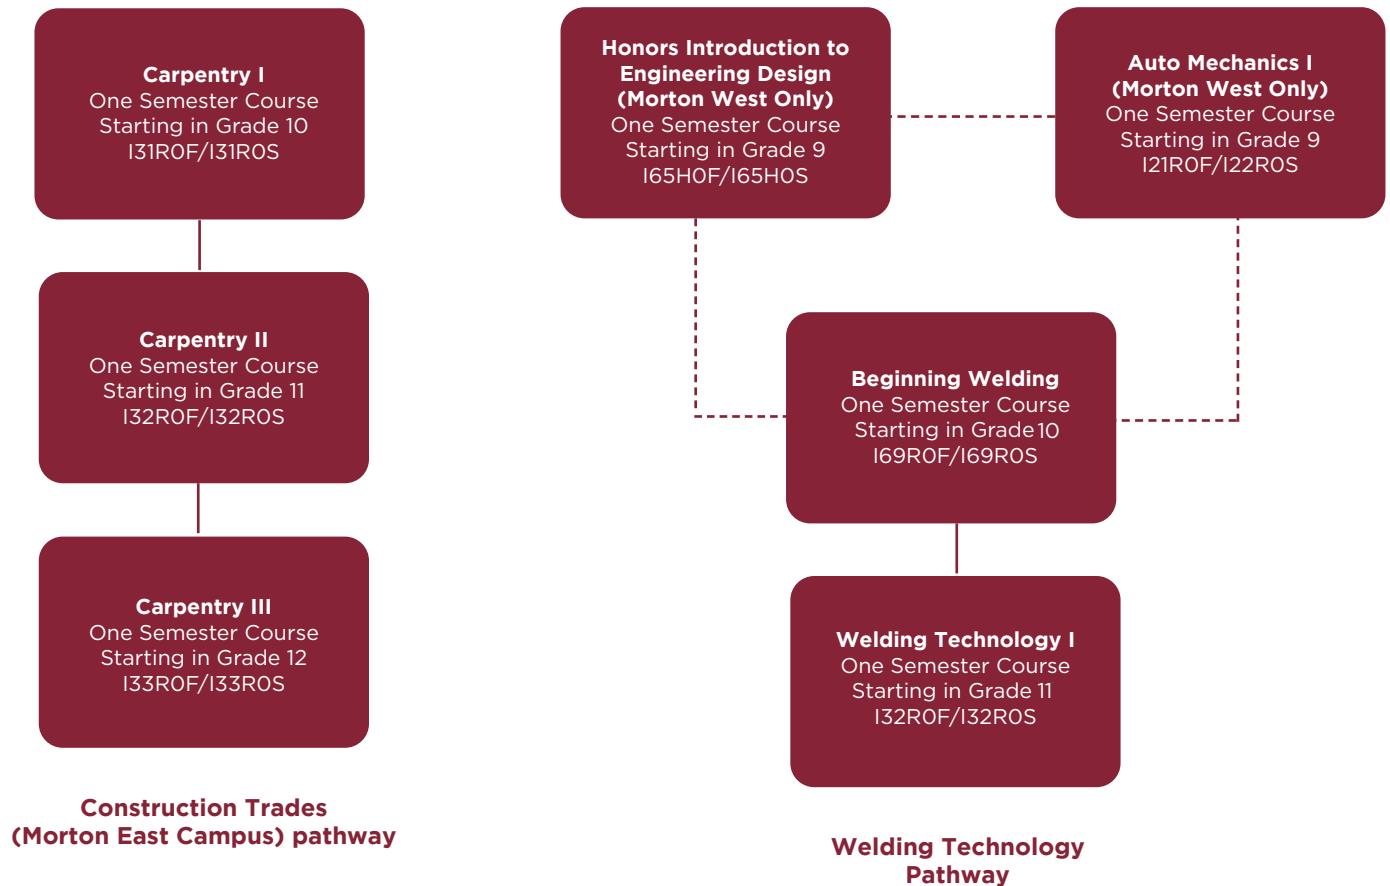 Carpentry I
One Semester Course
Starting in Grade 10
I31R0F/I31R0S
Carpentry II
One Semester Course
Starting in Grade 11
I32R0F/I32R0S
Carpentry III
One Semester Course
Starting in Grade 12
I33R0F/I33R0S
Construction Trades
(Morton East Campus) pathway
Honors Introduction to
Engineering Design
(Morton West Only)
One Semester Course
Starting in Grade 9
I65H0F/I65H0S
Auto Mechanics I
(Morton West Only)
One Semester Course
Starting in Grade 9
I21R0F/I22R0S
Beginning Welding
One Semester Course
Starting in Grade 10
I69R0F/I69R0S
Welding Technology I
One Semester Course
Starting in Grade 11
I32R0F/I32R0S
Welding Technology
Pathway